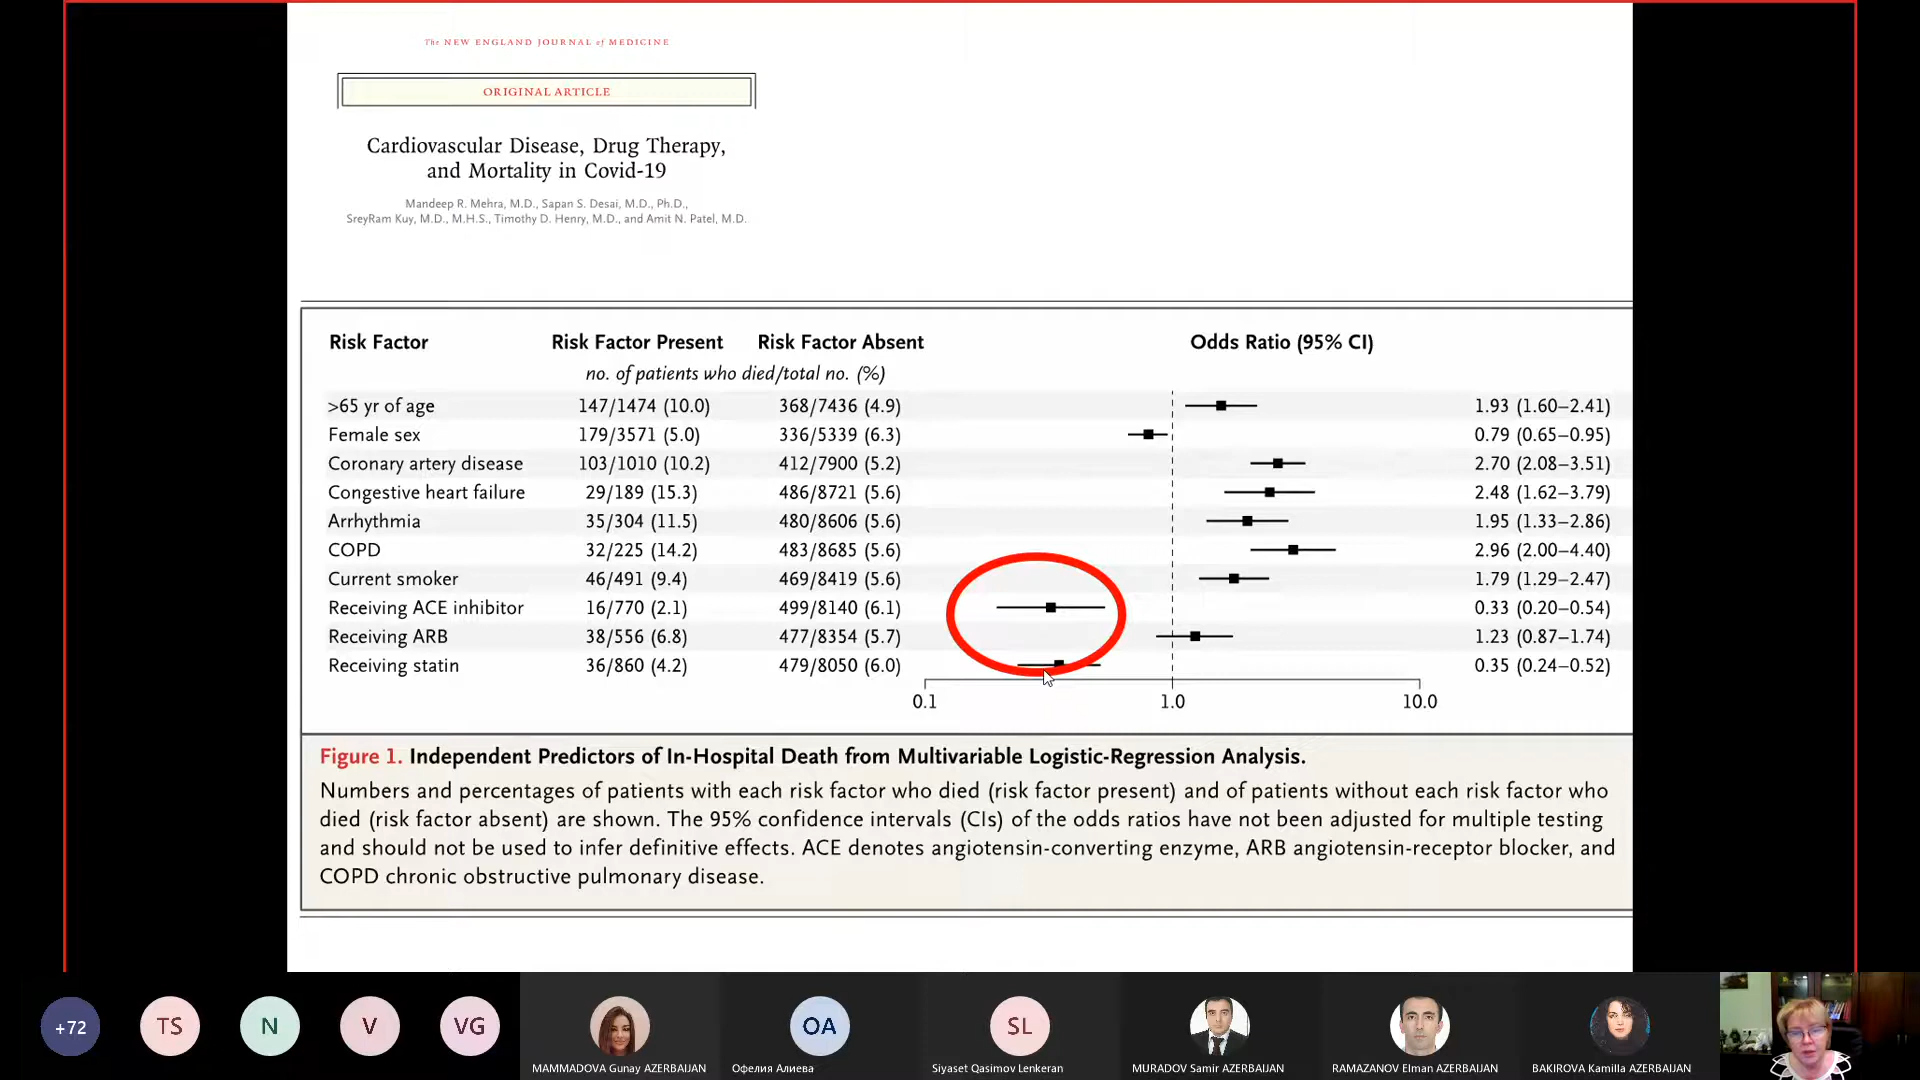 The NEW ENGLAND JOURNAL of MEDICINE
ORIGINAL ARTICLE
Cardiovascular Disease, Drug Therapy,
and Mortality in Covid-19
Mandeep R. Mehra, M.D., Sapan S. Desai, M.D., Ph.D.,
SreyRam Kuy, M.D., M.H.S., Timothy D. Henry, M.D., and Amit N. Patel, M.D.
Risk Factor Risk Factor Present Risk Factor Absent Odds Ratio (95% CI)
no. of patients who died/total no. (%)
>65 yr of age 147/1474 (10.0) 368/7436 (4.9) 1.93 (1.60–2.41)
Female sex 179/3571 (5.0) 336/5339 (6.3) 0.79 (0.65–0.95)
Coronary artery disease 103/1010 (10.2) 412/7900 (5.2) 2.70 (2.08–3.51)
Congestive heart failure 29/189 (15.3) 486/8721 (5.6) 2.48 (1.62–3.79)
Arrhythmia 35/304 (11.5) 480/8606 (5.6) 1.95 (1.33–2.86)
COPD 32/225 (14.2) 483/8685 (5.6) 2.96 (2.00–4.40)
Current smoker 46/491 (9.4) 469/8419 (5.6) 1.79 (1.29–2.47)
Receiving ACE inhibitor 16/770 (2.1) 499/8140 (6.1) 0.33 (0.20–0.54)
Receiving ARB 38/556 (6.8) 477/8354 (5.7) 1.23 (0.87–1.74)
Receiving statin 36/860 (4.2) 479/8050 (6.0) 0.35 (0.24–0.52)
0.1 1.0 10.0
Figure 1. Independent Predictors of In-Hospital Death from Multivariable Logistic-Regression Analysis.
Numbers and percentages of patients with each risk factor who died (risk factor present) and of patients without each risk factor who
died (risk factor absent) are shown. The 95% confidence intervals (CIs) of the odds ratios have not been adjusted for multiple testing
and should not be used to infer definitive effects. ACE denotes angiotensin-converting enzyme, ARB angiotensin-receptor blocker, and
COPD chronic obstructive pulmonary disease.
+72 TS N V VG OA SL
MAMMADOVA Gunay AZERBAIJAN Офелия Алиева Siyaset Qasimov Lenkeran MURADOV Samir AZERBAIJAN RAMAZANOV Elman AZERBAIJAN BAKIROVA Kamilla AZERBAIJAN